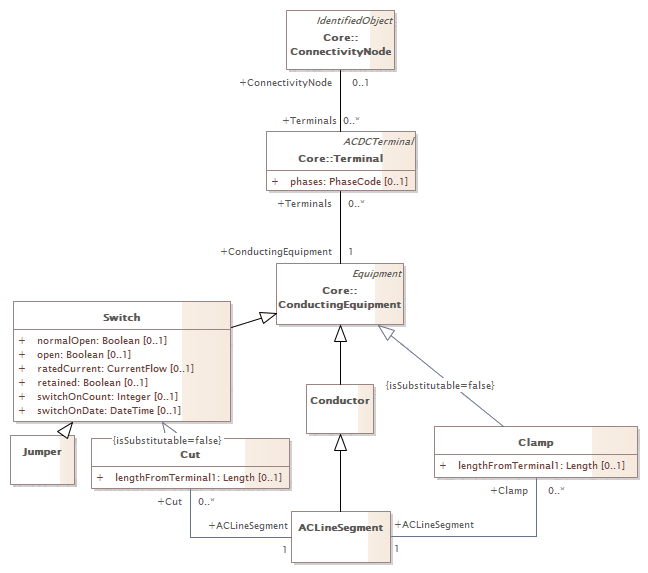 IdentifiedObject
Core::
ConnectivityNode
+ConnectivityNode 0..1
+Terminals 0..*
ACDCTerminal
Core::Terminal
+ phases: PhaseCode [0..1]
+Terminals 0..*
+ConductingEquipment 1
Equipment
Core::
ConductingEquipment
Switch
+ normalOpen: Boolean [0..1]
+ open: Boolean [0..1]
+ ratedCurrent: CurrentFlow [0..1]
+ retained: Boolean [0..1]
+ switchOnCount: Integer [0..1]
+ switchOnDate: DateTime [0..1]
{isSubstitutable=false}
Conductor
Jumper
{isSubstitutable=false}
Cut
+ lengthFromTerminal1: Length [0..1]
Clamp
+ lengthFromTerminal1: Length [0..1]
+Cut 0..*
+Clamp 0..*
+ACLineSegment
1
ACLineSegment
+ACLineSegment
1